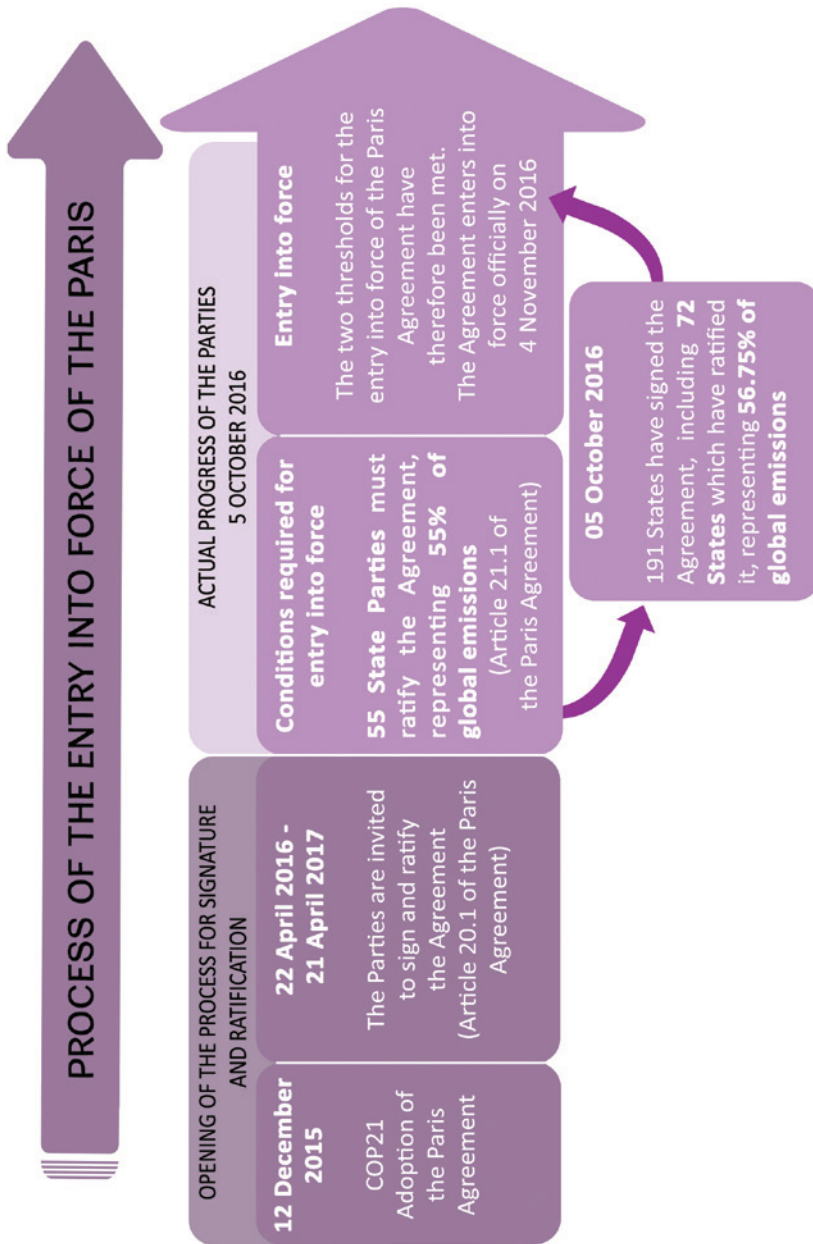 PROCESS OF THE ENTRY INTO FORCE OF THE PARIS
OPENING OF THE PROCESS FOR SIGNATURE
AND RATIFICATION
12 December
2015
COP21
Adoption of
the Paris
Agreement
22 April 2016 -
21 April 2017
The Parties are invited
to sign and ratify
the Agreement
(Article 20.1 of the Paris
Agreement)
ACTUAL PROGRESS OF THE PARTIES
5 OCTOBER 2016
Conditions required for
entry into force
55 State Parties must
ratify the Agreement,
representing 55% of
global emissions
(Article 21.1 of
the Paris Agreement)
05 October 2016
191 States have signed the
Agreement, including 72
States which have ratified
it, representing 56.75% of
global emissions
Entry into force
The two thresholds for the
entry into force of the Paris
Agreement have
therefore been met.
The Agreement enters into
force officially on
4 November 2016